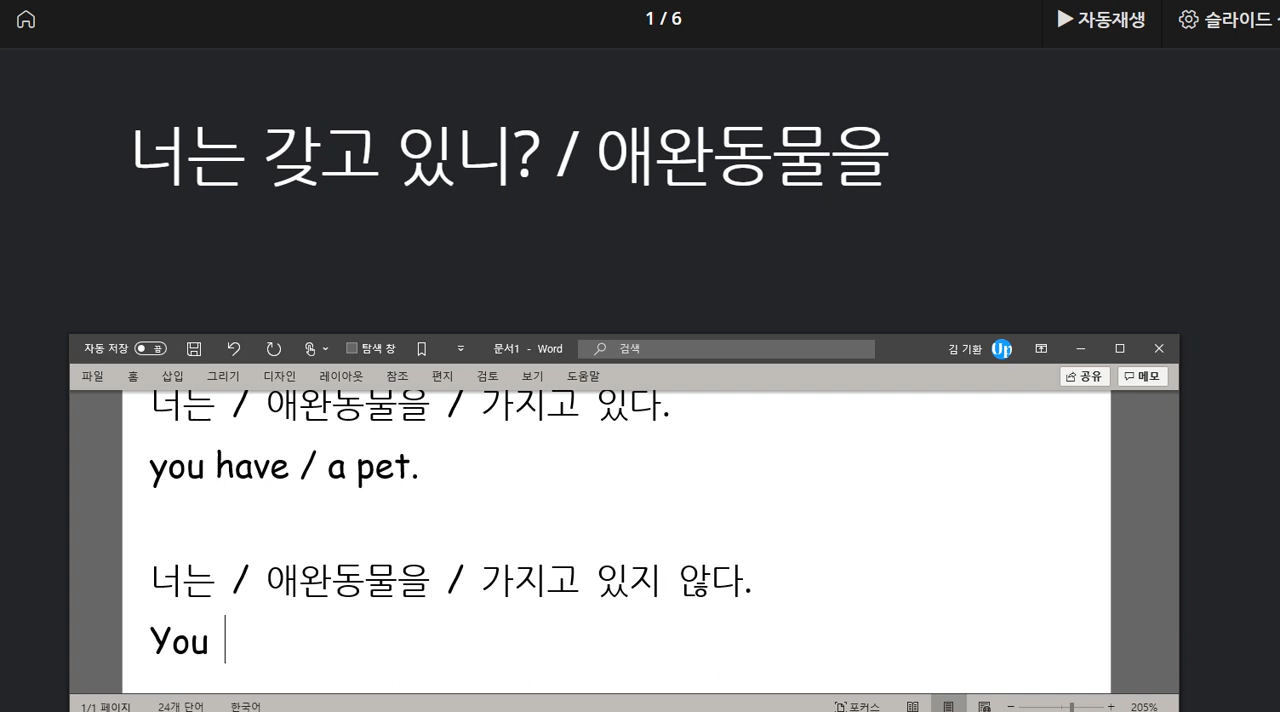 1 / 6
▶ 자동재생
슬라이드
너는 갖고 있니? / 애완동물을
자동 저장 끔 탐색 창 문서1 - Word 검색 김 기환 Up
파일 홈 삽입 그리기 디자인 레이아웃 참조 편지 검토 보기 도움말 공유 메모
너는 / 애완동물을 / 가지고 있다.
you have / a pet.
너는 / 애완동물을 / 가지고 있지 않다.
You
1/1 페이지 24개 단어 한국어 포커스 - + 205%